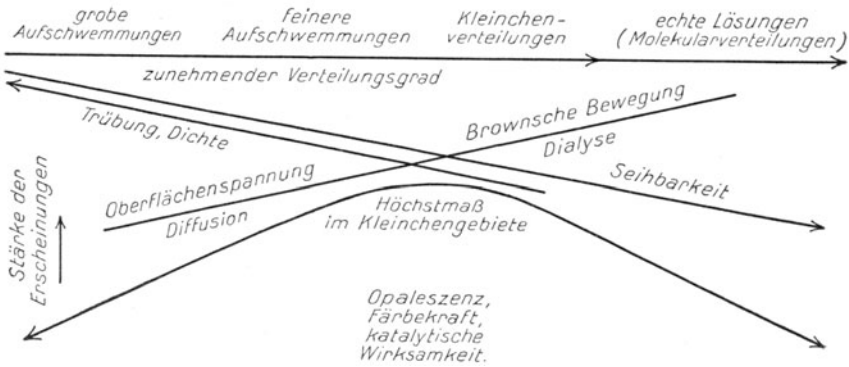 grobe
Aufschwemmungen
feinere
Aufschwemmungen
Kleinchen-
verteilungen
echte Lösungen
(Molekularverteilungen)
zunehmender Verteilungsgrad
Trübung, Dichte
Brownsche Bewegung
Dialyse
Seihbarkeit
Oberflächenspannung
Diffusion
Höchstmaß
im Kleinchengebiete
Stärke der
Erscheinungen
Opaleszenz,
Färbekraft,
katalytische
Wirksamkeit.